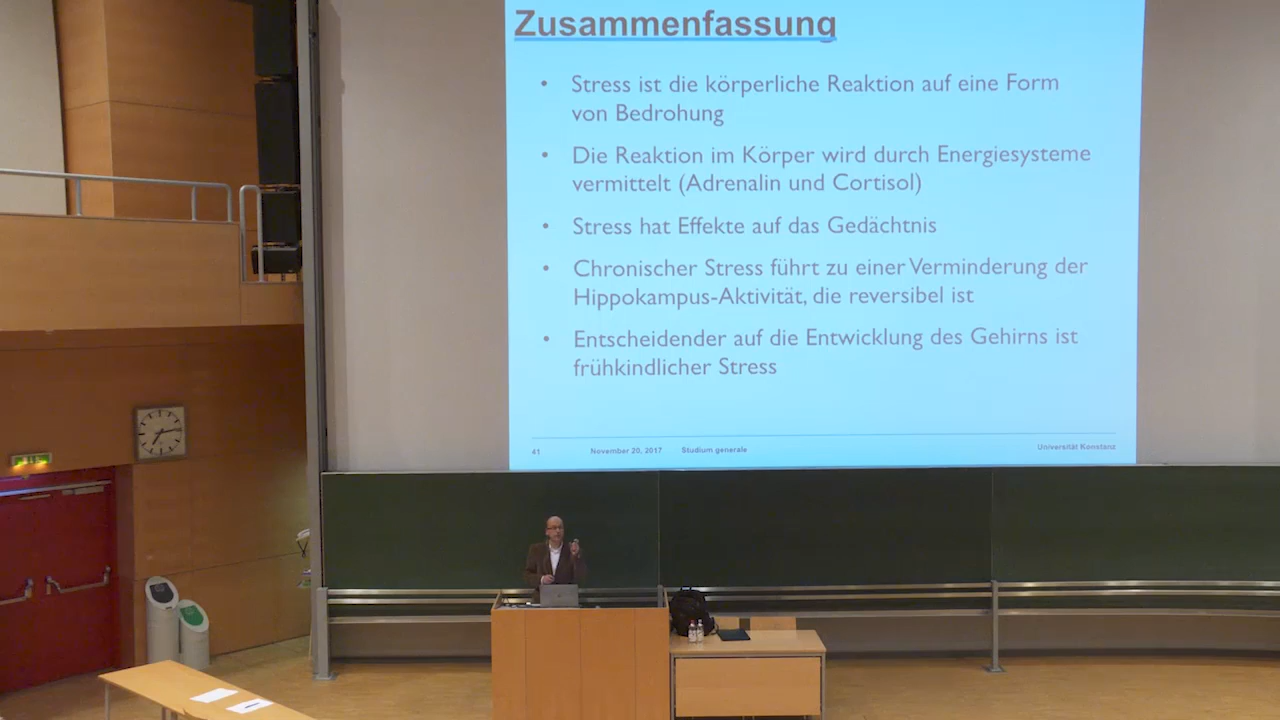 Zusammenfassung
• Stress ist die körperliche Reaktion auf eine Form
von Bedrohung
• Die Reaktion im Körper wird durch Energiesysteme
vermittelt (Adrenalin und Cortisol)
• Stress hat Effekte auf das Gedächtnis
• Chronischer Stress führt zu einer Verminderung der
Hippokampus-Aktivität, die reversibel ist
• Entscheidender auf die Entwicklung des Gehirns ist
frühkindlicher Stress
41 November 20, 2017 Studium generale Universität Konstanz